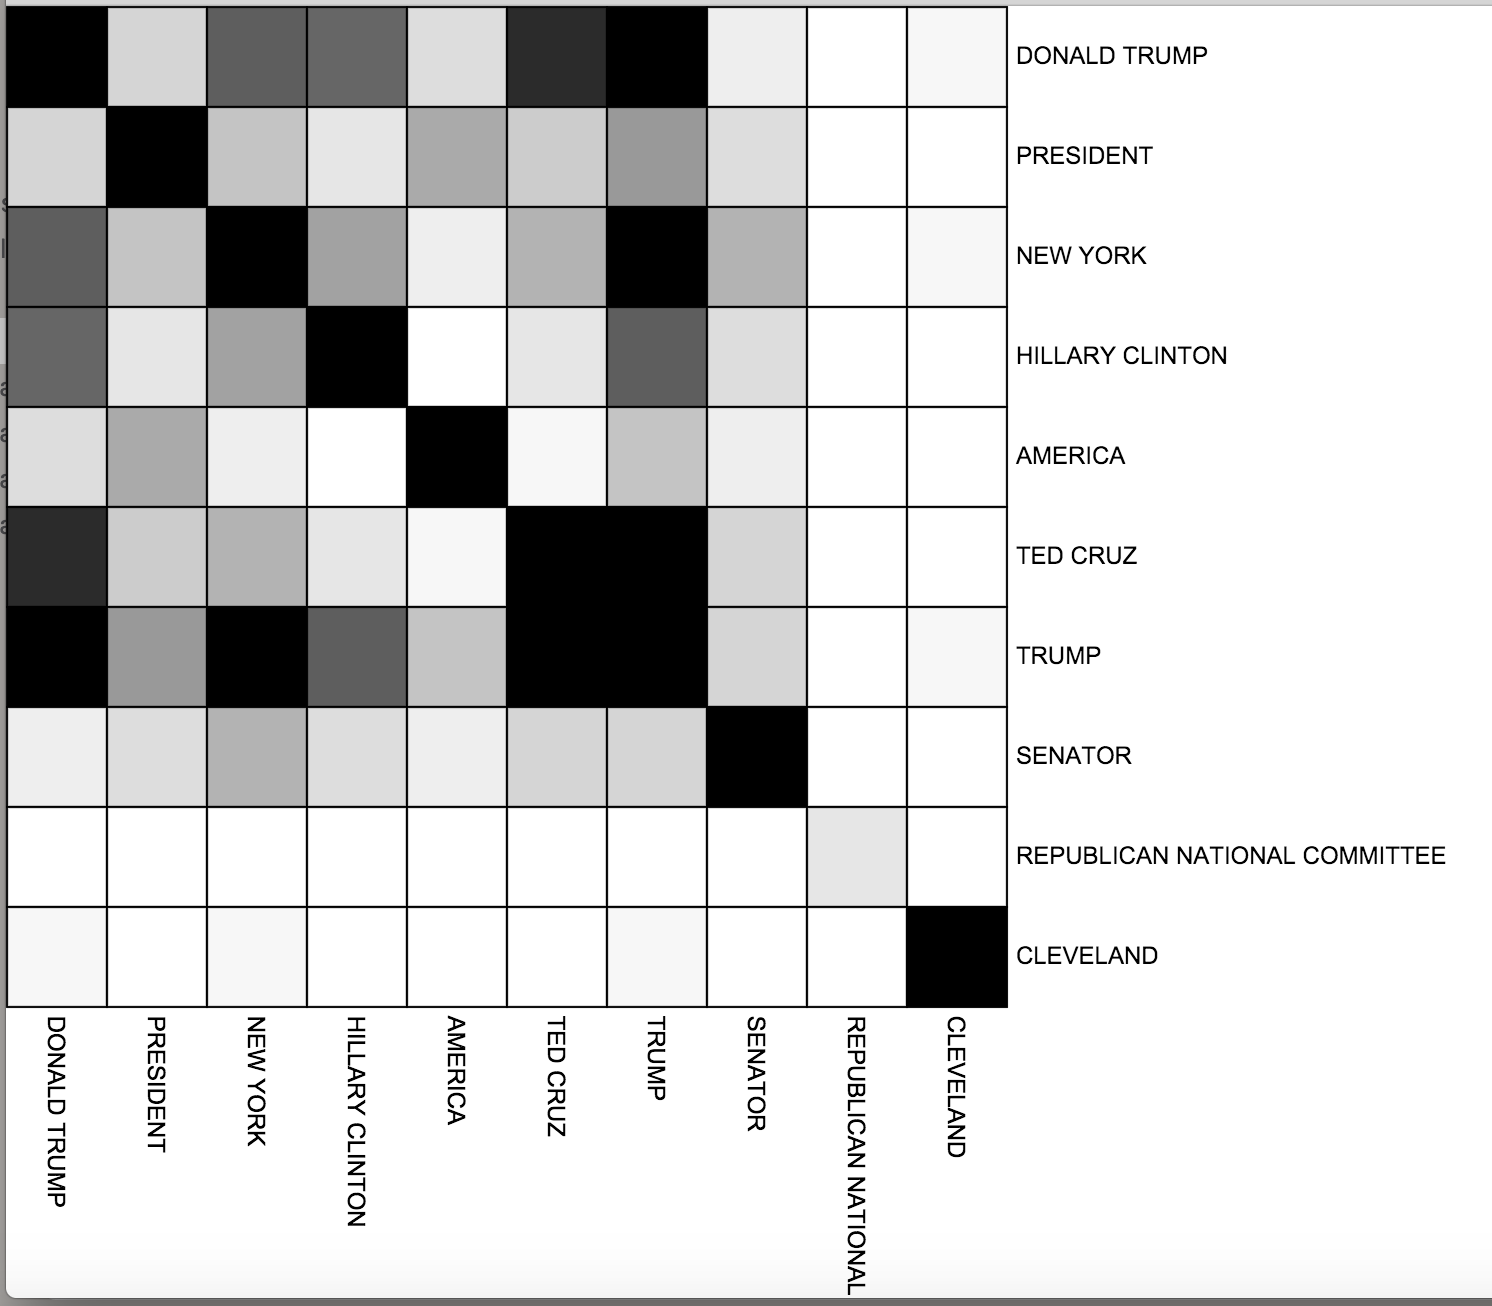 DONALD TRUMP
PRESIDENT
NEW YORK
HILLARY CLINTON
AMERICA
TED CRUZ
TRUMP
SENATOR
REPUBLICAN NATIONAL COMMITTEE
CLEVELAND
DONALD TRUMP
PRESIDENT
NEW YORK
HILLARY CLINTON
AMERICA
TED CRUZ
TRUMP
SENATOR
REPUBLICAN NATIONAL
CLEVELAND